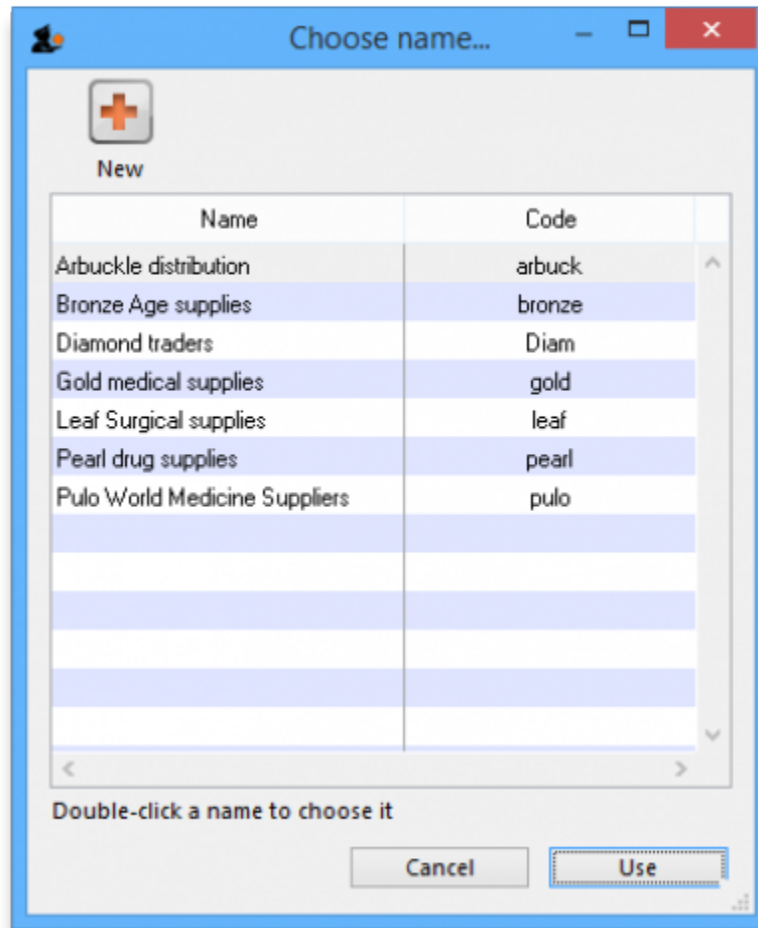 Choose name...
New
Name Code
Arbuckle distribution arbuck
Bronze Age supplies bronze
Diamond traders Diam
Gold medical supplies gold
Leaf Surgical supplies leaf
Pearl drug supplies pearl
Pulo World Medicine Suppliers pulo
Double-click a name to choose it
Cancel Use